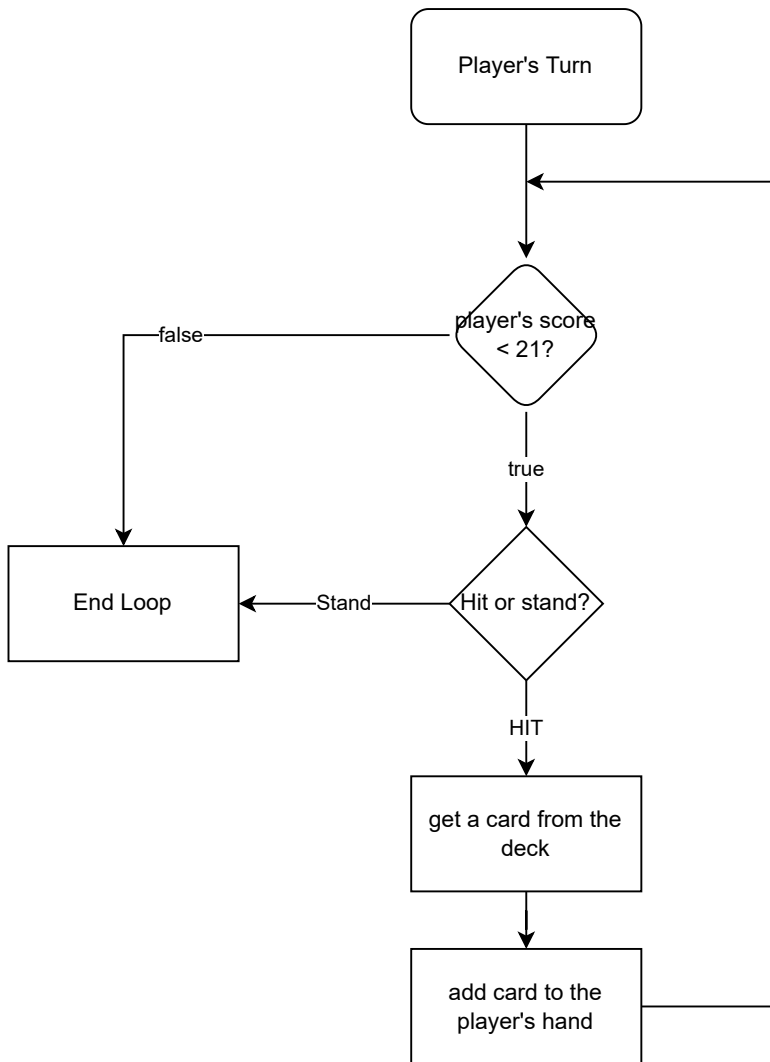 Player's Turn
player's score
< 21?
false
true
End Loop
Stand
Hit or stand?
HIT
get a card from the
deck
add card to the
player's hand